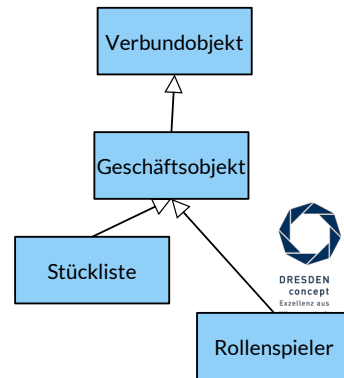 Verbundobjekt
Geschäftsobjekt
Stückliste
DRESDEN
concept
Exzellenz aus
Rollenspieler